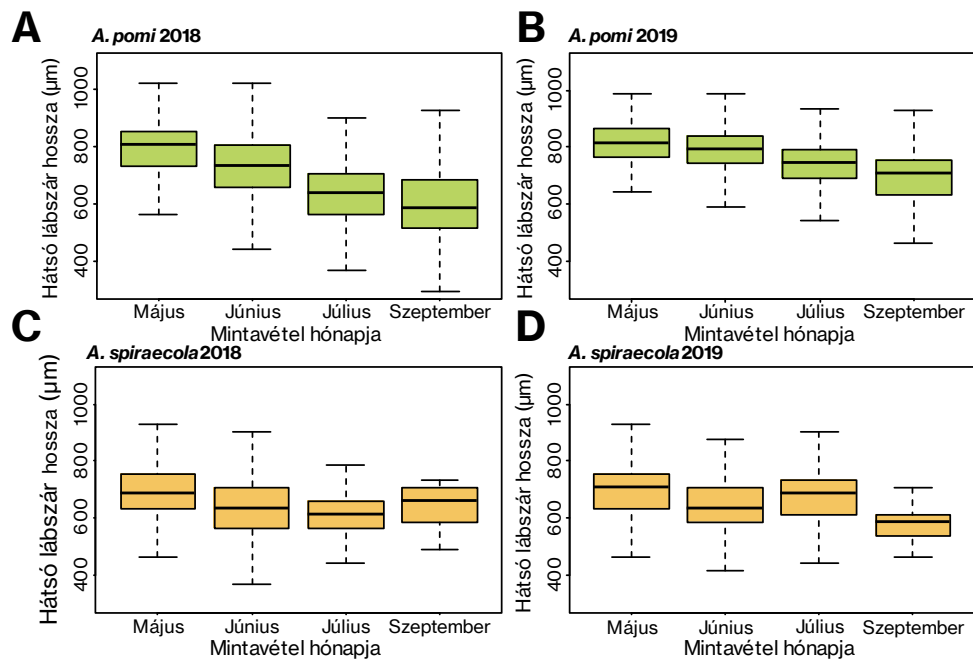 A
A. pomi 2018
Hátsó lábszár hossza (µm)
1000
800
600
400
Május Június Július Szeptember
Mintavétel hónapja
B
A. pomi 2019
Hátsó lábszár hossza (µm)
1000
800
600
400
Május Június Július Szeptember
Mintavétel hónapja
C
A. spiraecola 2018
Hátsó lábszár hossza (µm)
1000
800
600
400
Május Június Július Szeptember
Mintavétel hónapja
D
A. spiraecola 2019
Hátsó lábszár hossza (µm)
1000
800
600
400
Május Június Július Szeptember
Mintavétel hónapja